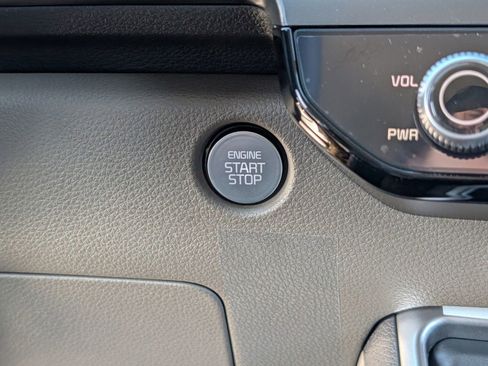 ENGINE
START
STOP
VOL
PWR